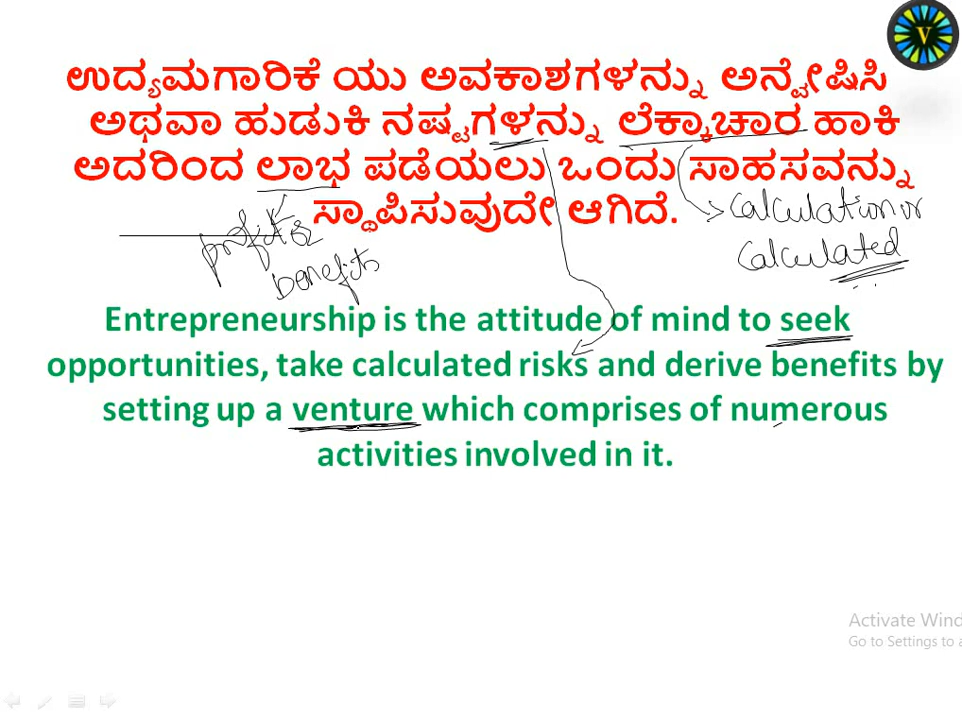 V
ಉದ್ಯಮಗಾರಿಕೆ ಯು ಅವಕಾಶಗಳನ್ನು ಅನ್ವೇಷಿಸಿ
ಅಥವಾ ಹುಡುಕಿ ನಷ್ಟಗಳನ್ನು ಲೆಕ್ಕಾಚಾರ ಹಾಕಿ
ಅದರಿಂದ ಲಾಭ ಪಡೆಯಲು ಒಂದು ಸಾಹಸವನ್ನು
ಸ್ಥಾಪಿಸುವುದೇ ಆಗಿದೆ.
calculation or
calculated
profits
benefits
Entrepreneurship is the attitude of mind to seek
opportunities, take calculated risks and derive benefits by
setting up a venture which comprises of numerous
activities involved in it.
Activate Wind
Go to Settings to a